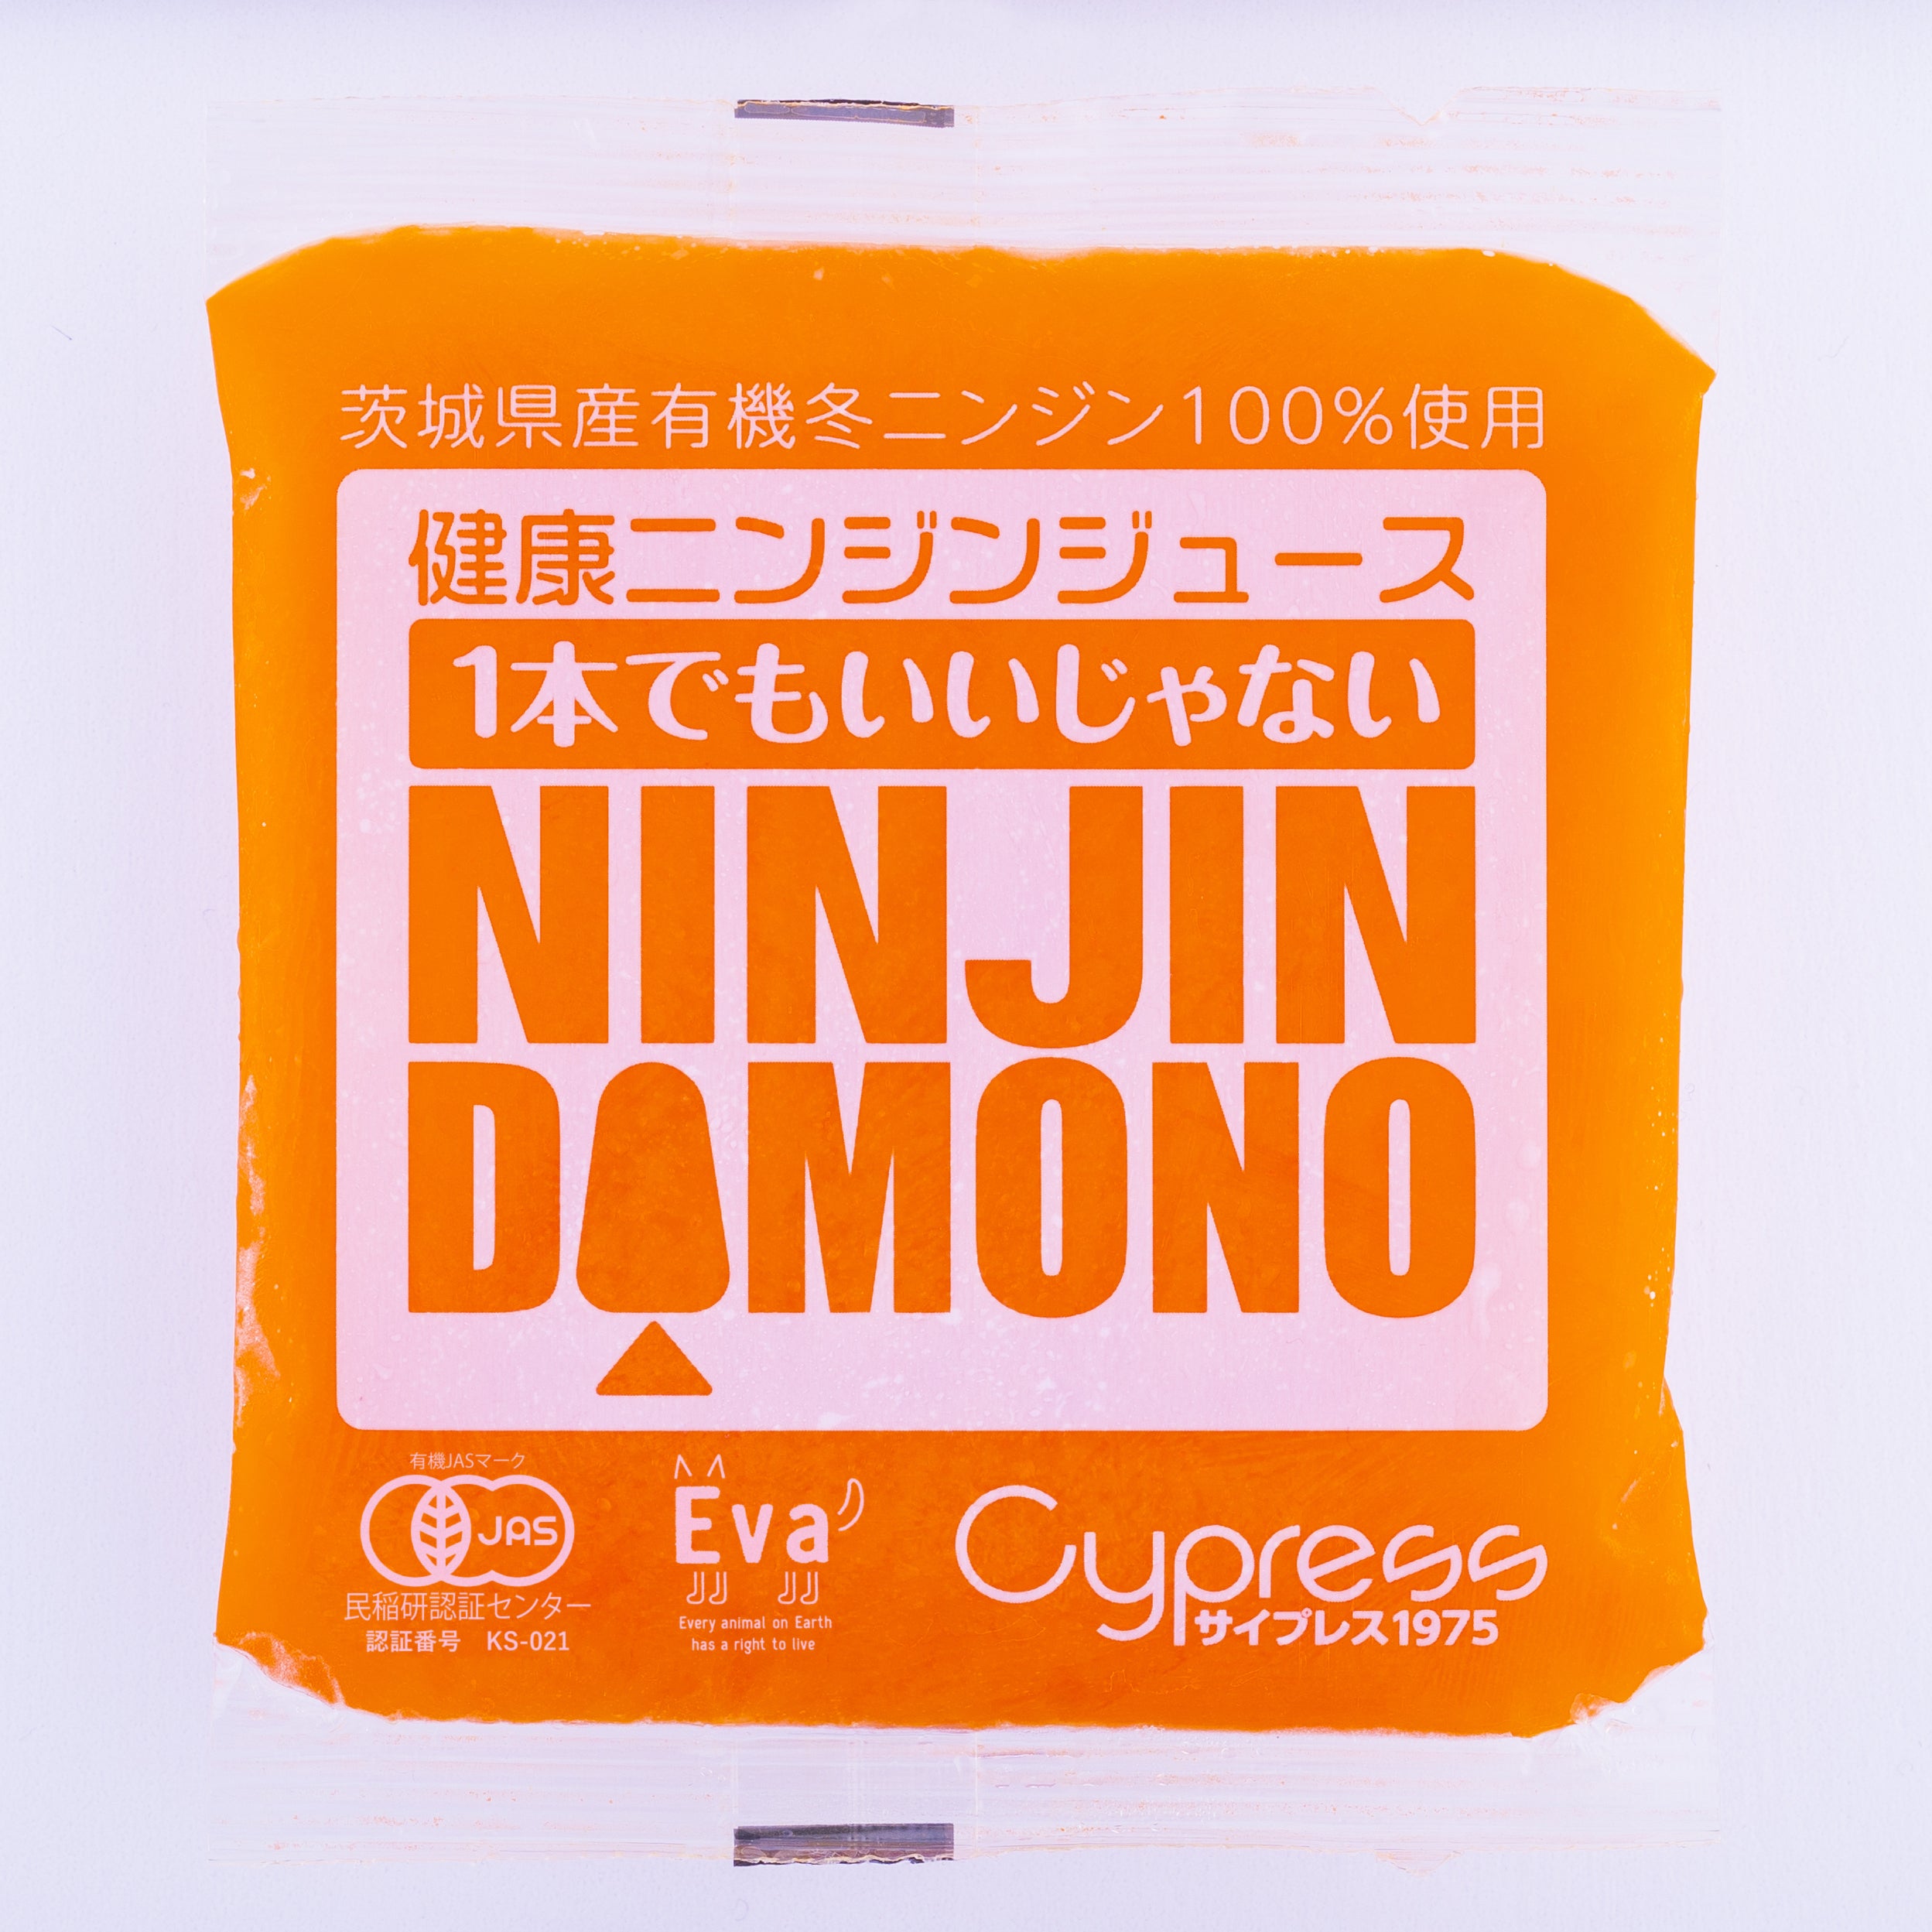 茨城県産有機冬ニンジン100%使用
健康ニンジンジュース
1本でもいいじゃない
NINJIN
DAMONO
有機JASマーク
JAS
民稲研認証センター
認証番号 KS-021
Eva
Every animal on Earth
has a right to live
Cypress
サイプレス1975